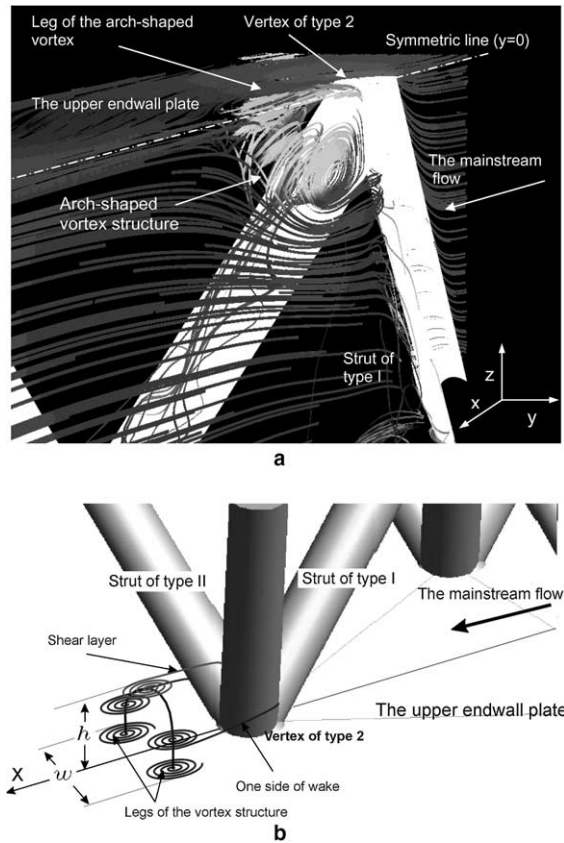 Leg of the arch-shaped
vortex
Vertex of type 2
Symmetric line (y=0)
The upper endwall plate
The mainstream
flow
Arch-shaped
vortex structure
Strut of
type I
z
x
y
a
Strut of type II
Strut of type I
The mainstream flow
Shear layer
The upper endwall plate
h
Vertex of type 2
X
w
One side of wake
Legs of the vortex structure
b